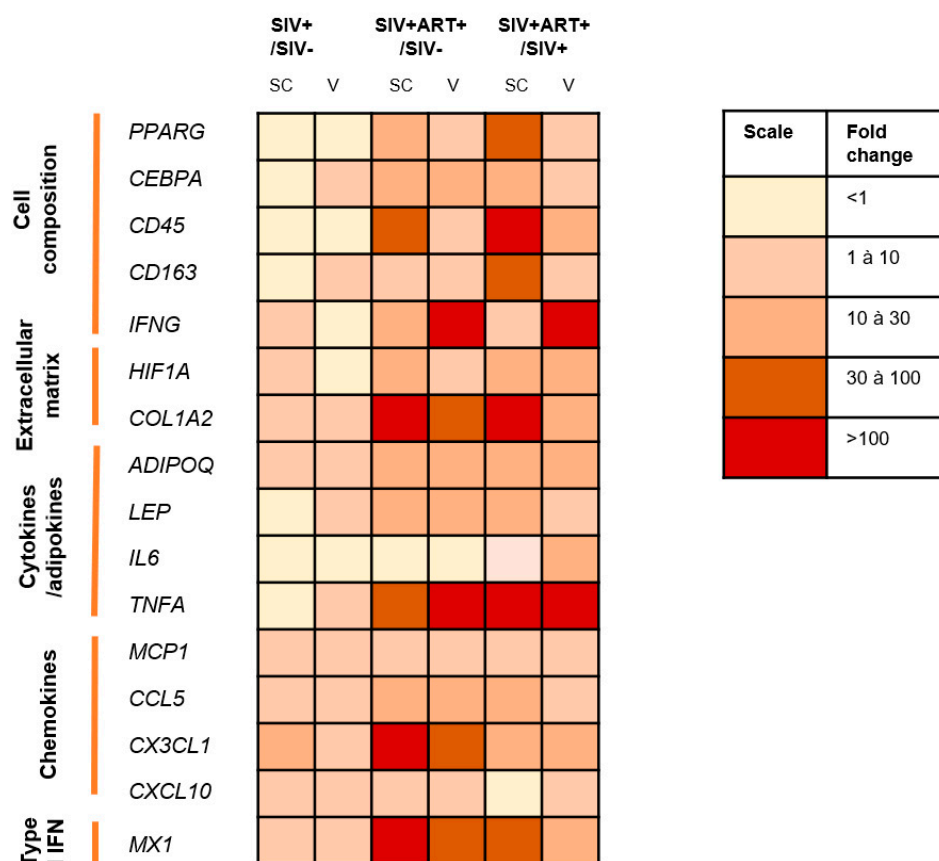 SIV+ SIV+ART+ SIV+ART+
/SIV- /SIV- /SIV+
SC V SC V SC V
Cell
composition
PPARG
CEBPA
CD45
CD163
IFNG
Extracellular
matrix
HIF1A
COL1A2
Cytokines
/adipokines
ADIPOQ
LEP
IL6
TNFA
Chemokines
MCP1
CCL5
CX3CL1
CXCL10
Type
IFN
MX1
Scale Fold
change
<1
1 à 10
10 à 30
30 à 100
>100